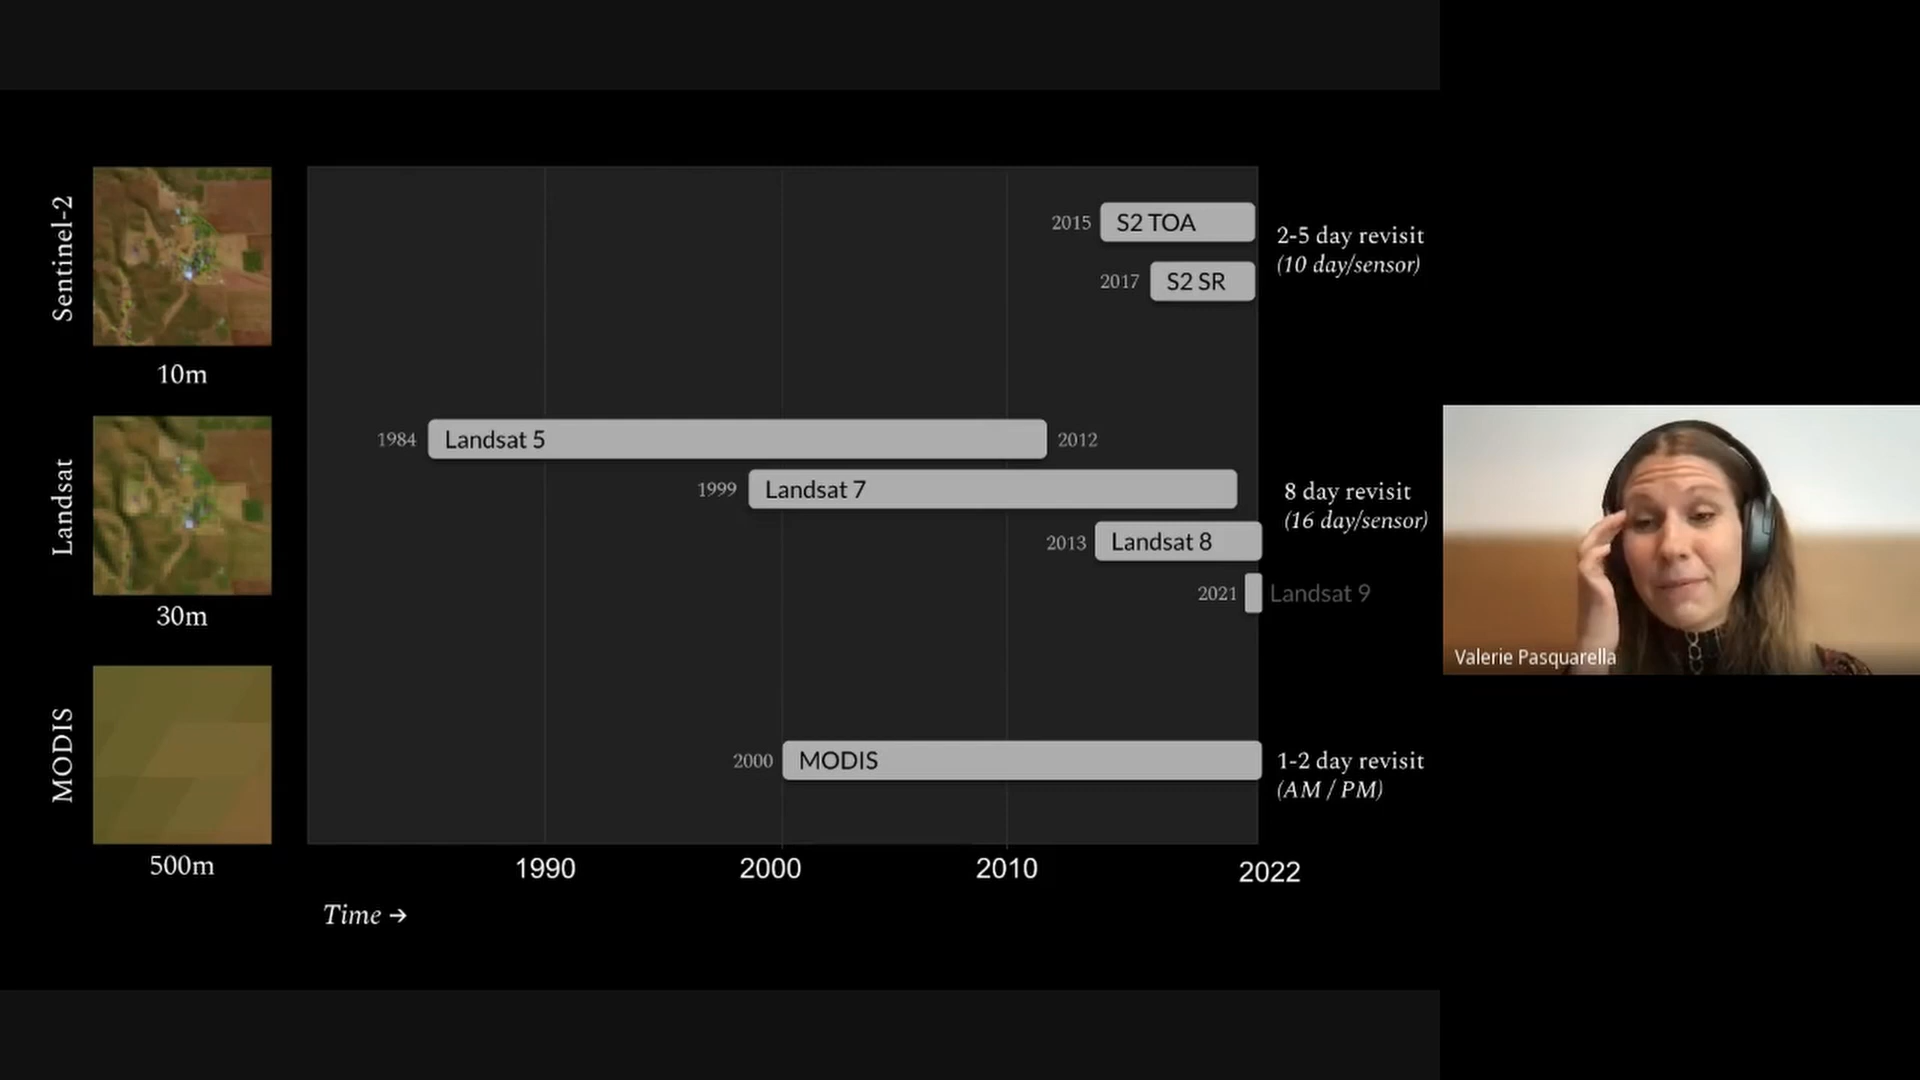 Sentinel-2
10m
2015
S2 TOA
2-5 day revisit
(10 day/sensor)
2017
S2 SR
Landsat
30m
1984
Landsat 5
2012
1999
Landsat 7
8 day revisit
(16 day/sensor)
2013
Landsat 8
2021
Landsat 9
MODIS
500m
2000
MODIS
1-2 day revisit
(AM / PM)
1990
2000
2010
2022
Time →
Valerie Pasquarella